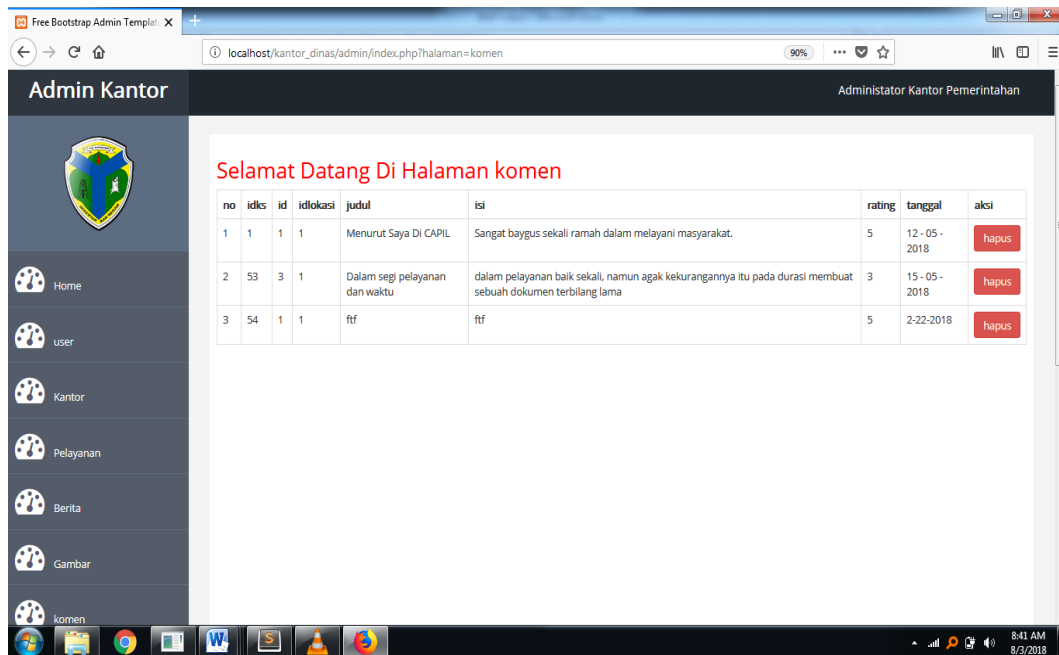 Free Bootstrap Admin Templat
localhost/kantor_dinas/admin/index.php?halaman=komen
90%
Admin Kantor
Administator Kantor Pemerintahan
Selamat Datang Di Halaman komen
no idks id idlokasi judul isi rating tanggal aksi
1 1 1 1 Menurut Saya Di CAPIL Sangat baygus sekali ramah dalam melayani masyarakat. 5 12 - 05 -
2018
hapus
2 53 3 1 Dalam segi pelayanan dalam pelayanan baik sekali, namun agak kekurangannya itu pada durasi membuat 3 15 - 05 -
dan waktu sebuah dokumen terbilang lama 2018
hapus
3 54 1 1 ftf ftf 5 2-22-2018
hapus
Home
user
Kantor
Pelayanan
Berita
Gambar
komen
8:41 AM
8/3/2018